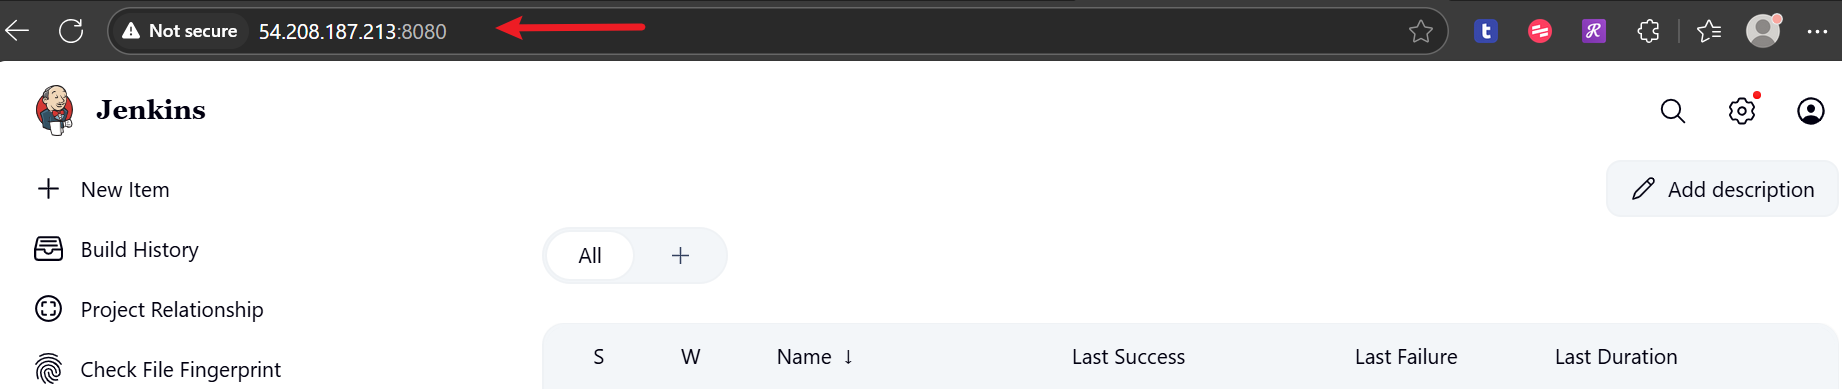 Not secure 54.208.187.213:8080
Jenkins
New Item
Add description
Build History
All
Project Relationship
S W Name ↓ Last Success Last Failure Last Duration
Check File Fingerprint